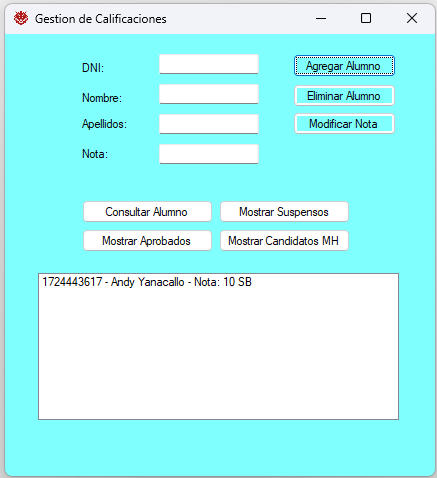 Gestion de Calificaciones
DNI:
Agregar Alumno
Nombre:
Eliminar Alumno
Apellidos:
Modificar Nota
Nota:
Consultar Alumno
Mostrar Suspensos
Mostrar Aprobados
Mostrar Candidatos MH
1724443617 - Andy Yanacallo - Nota: 10 SB